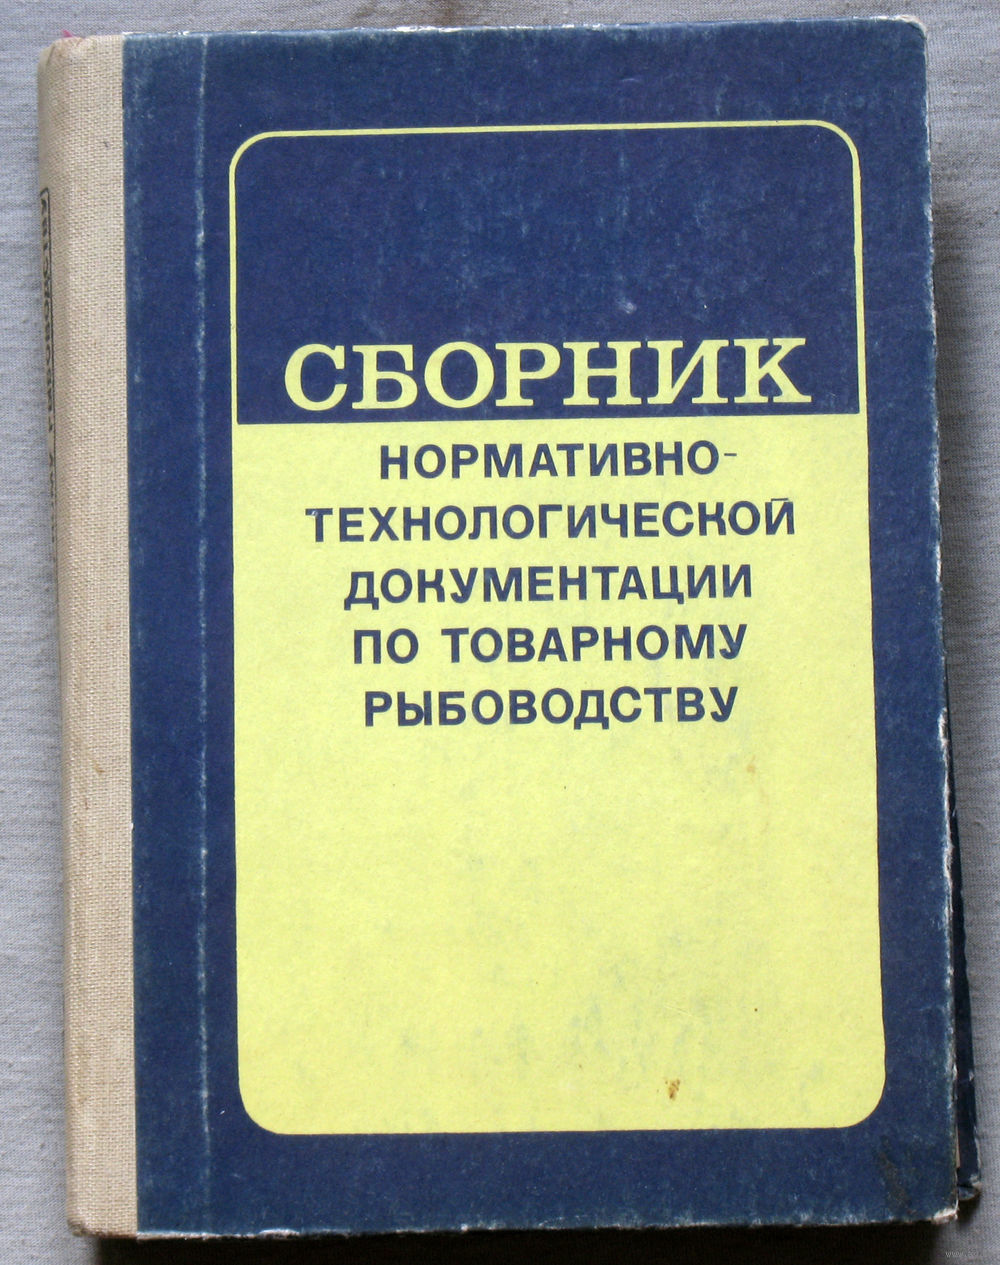 СБОРНИК
НОРМАТИВНО-
ТЕХНОЛОГИЧЕСКОЙ
ДОКУМЕНТАЦИИ
ПО ТОВАРНОМУ
РЫБОВОДСТВУ